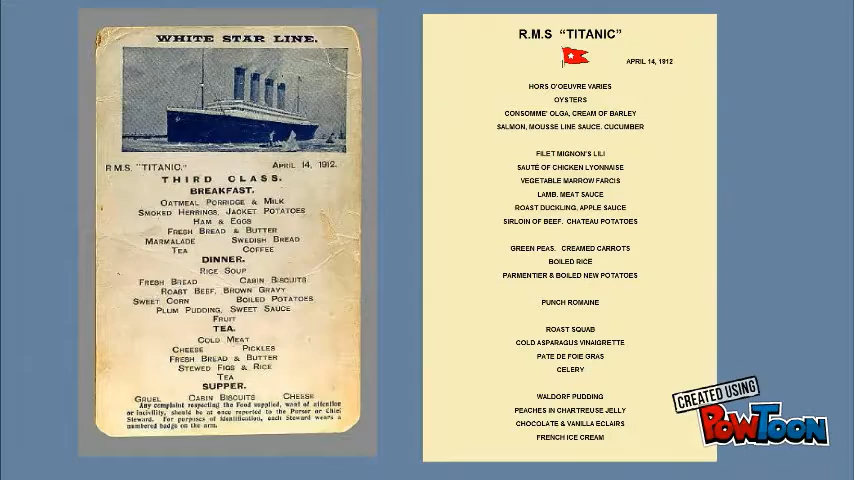 WHITE STAR LINE.
R.M.S. "TITANIC." APRIL 14, 1912.
THIRD CLASS.
BREAKFAST.
OATMEAL PORRIDGE & MILK
SMOKED HERRINGS, JACKET POTATOES
HAM & EGGS
FRESH BREAD & BUTTER
MARMALADE SWEDISH BREAD
TEA COFFEE
DINNER.
RICE SOUP
FRESH BREAD CABIN BISCUITS
ROAST BEEF, BROWN GRAVY
SWEET CORN BOILED POTATOES
PLUM PUDDING, SWEET SAUCE
FRUIT
TEA.
COLD MEAT
CHEESE PICKLES
FRESH BREAD & BUTTER
STEWED FIGS & RICE
TEA
SUPPER.
GRUEL CABIN BISCUITS CHEESE
Any complaint respecting the Food supplied, want of attention
or incivility, should be at once reported to the Purser or Chief
Steward. For purposes of identification, each Steward wears a
numbered badge on the arm.
R.M.S "TITANIC"
APRIL 14, 1912
HORS O'OEUVRE VARIES
OYSTERS
CONSOMME' OLGA, CREAM OF BARLEY
SALMON, MOUSSE LINE SAUCE. CUCUMBER
FILET MIGNON'S LILI
SAUTE OF CHICKEN LYONNAISE
VEGETABLE MARROW FARCIS
LAMB. MEAT SAUCE
ROAST DUCKLING, APPLE SAUCE
SIRLOIN OF BEEF. CHATEAU POTATOES
GREEN PEAS. CREAMED CARROTS
BOILED RICE
PARMENTIER & BOILED NEW POTATOES
PUNCH ROMAINE
ROAST SQUAB
COLD ASPARAGUS VINAIGRETTE
PATE DE FOIE GRAS
CELERY
WALDORF PUDDING
PEACHES IN CHARTREUSE JELLY
CHOCOLATE & VANILLA ECLAIRS
FRENCH ICE CREAM
CREATED USING
POWTOON